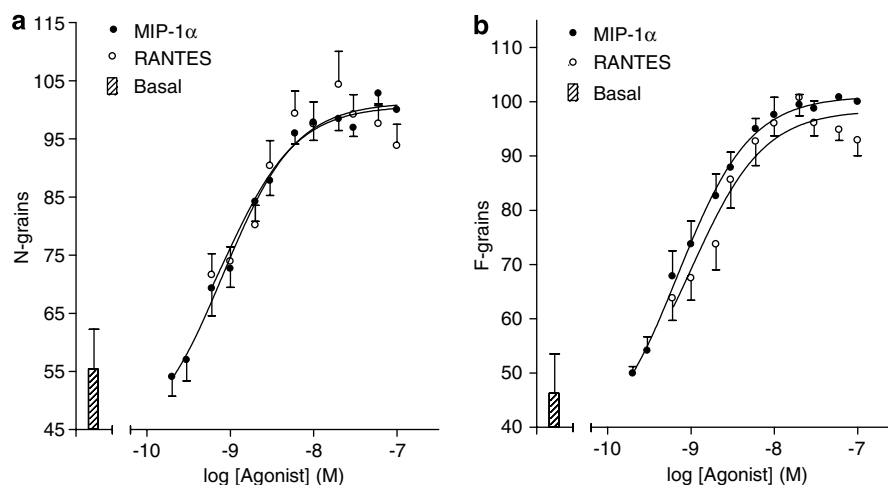 a
MIP-1α
RANTES
Basal
N-grains
115
105
95
85
75
65
55
45
-10
-9
-8
-7
log [Agonist] (M)
b
MIP-1α
RANTES
Basal
F-grains
110
100
90
80
70
60
50
40
-10
-9
-8
-7
log [Agonist] (M)